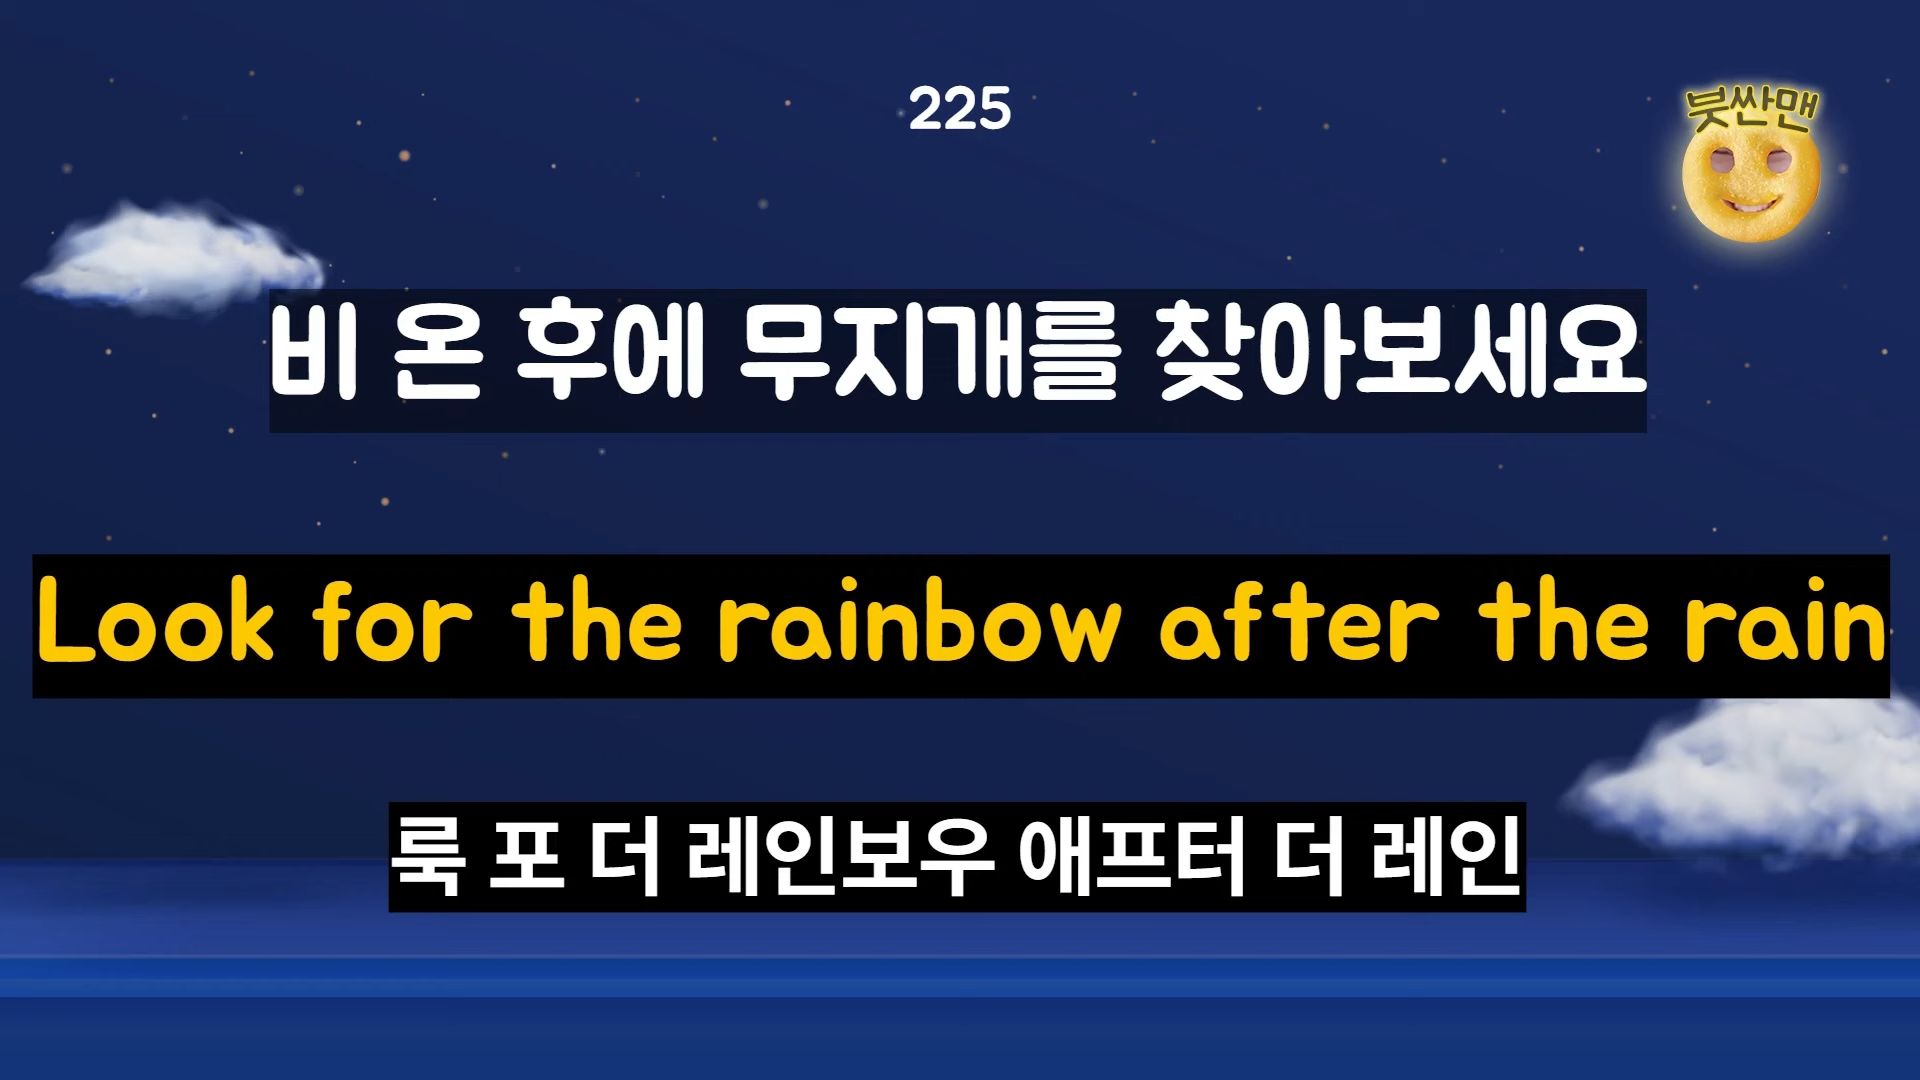 225
붓싼맨
비 온 후에 무지개를 찾아보세요
Look for the rainbow after the rain
룩 포 더 레인보우 애프터 더 레인